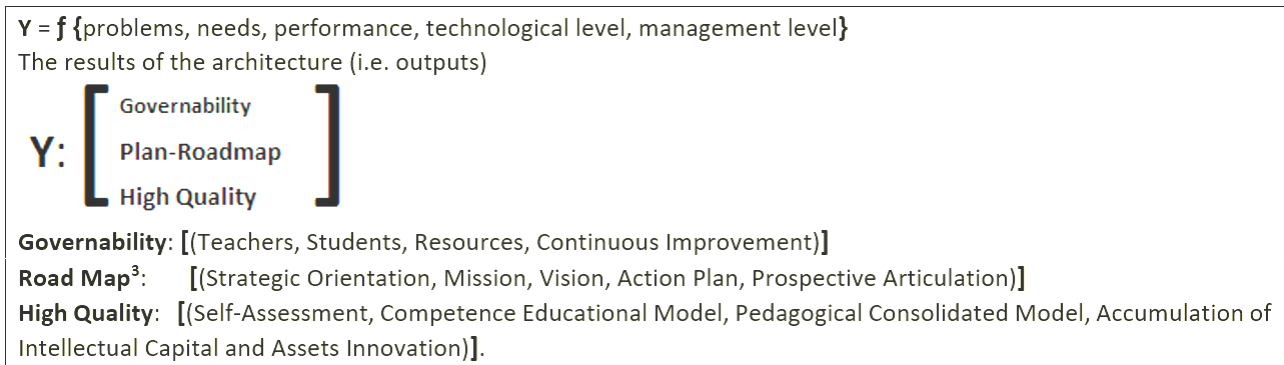 Y = ƒ {problems, needs, performance, technological level, management level}
The results of the architecture (i.e. outputs)
Governability
Y: Plan-Roadmap
High Quality
Governability: [(Teachers, Students, Resources, Continuous Improvement)]
Road Map³: [(Strategic Orientation, Mission, Vision, Action Plan, Prospective Articulation)]
High Quality: [(Self-Assessment, Competence Educational Model, Pedagogical Consolidated Model, Accumulation of
Intellectual Capital and Assets Innovation)].